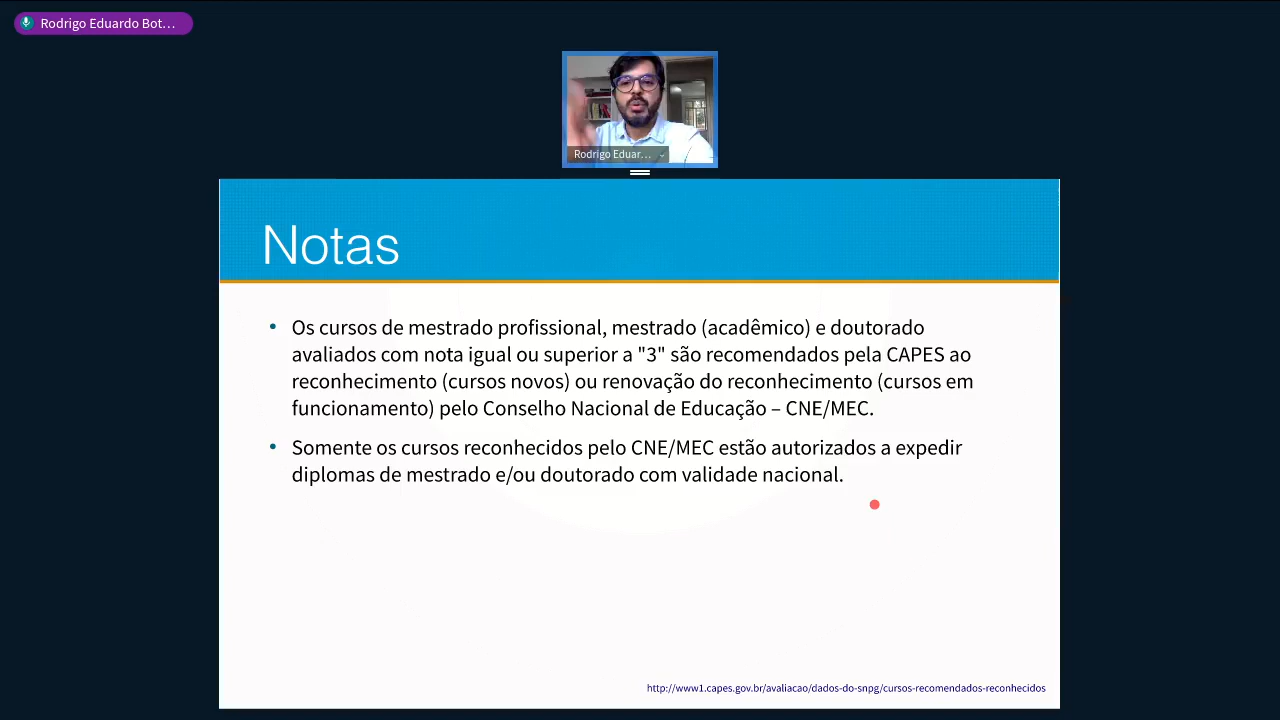 Rodrigo Eduardo Bot...
Rodrigo Eduar...
Notas
• Os cursos de mestrado profissional, mestrado (acadêmico) e doutorado
avaliados com nota igual ou superior a "3" são recomendados pela CAPES ao
reconhecimento (cursos novos) ou renovação do reconhecimento (cursos em
funcionamento) pelo Conselho Nacional de Educação – CNE/MEC.
• Somente os cursos reconhecidos pelo CNE/MEC estão autorizados a expedir
diplomas de mestrado e/ou doutorado com validade nacional.
http://www1.capes.gov.br/avaliacao/dados-do-snpg/cursos-recomendados-reconhecidos